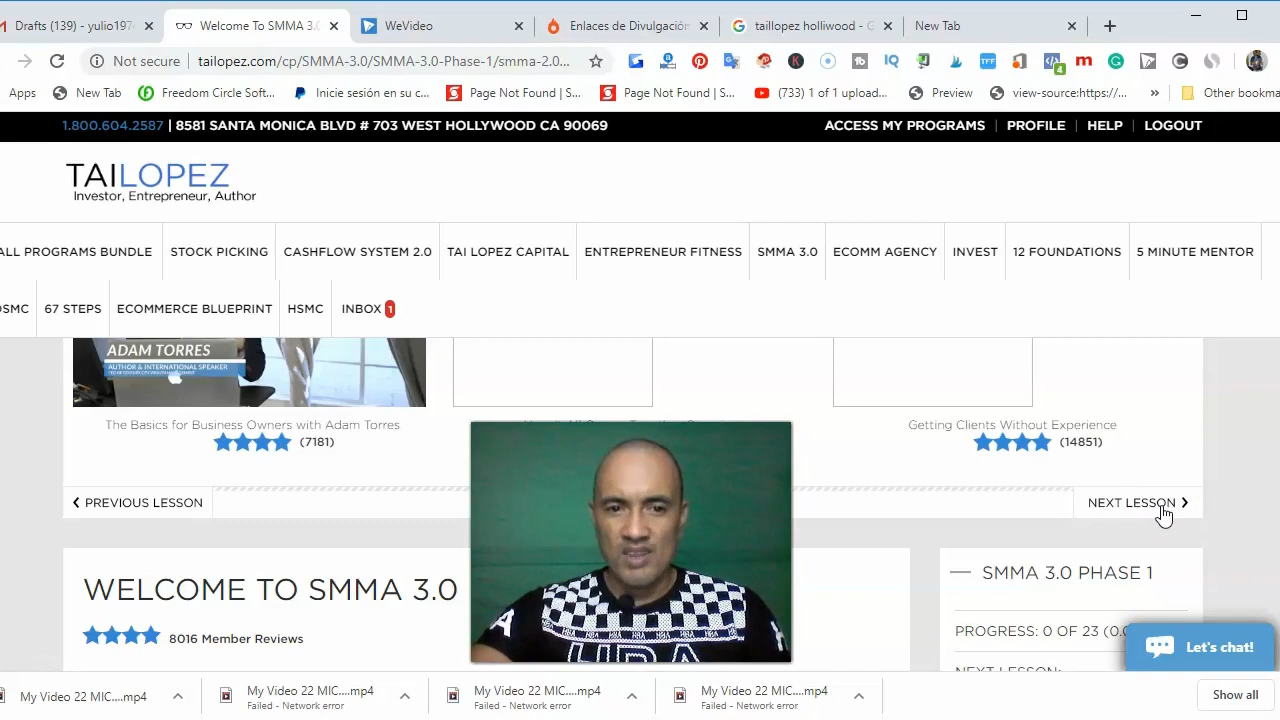 Drafts (139) - yulio197
Welcome To SMMA 3.0
WeVideo
Enlaces de Divulgación
taillopez holliwood - G
New Tab
Not secure
tailopez.com/cp/SMMA-3.0/SMMA-3.0-Phase-1/smma-2.0...
Apps
New Tab
Freedom Circle Soft...
Inicie sesión en su c...
Page Not Found | S...
Page Not Found | S...
(733) 1 of 1 upload...
Preview
view-source:https://...
»
Other bookma
1.800.604.2587 | 8581 SANTA MONICA BLVD # 703 WEST HOLLYWOOD CA 90069
ACCESS MY PROGRAMS | PROFILE | HELP | LOGOUT
TAILOPEZ
Investor, Entrepreneur, Author
ALL PROGRAMS BUNDLE
STOCK PICKING
CASHFLOW SYSTEM 2.0
TAI LOPEZ CAPITAL
ENTREPRENEUR FITNESS
SMMA 3.0
ECOMM AGENCY
INVEST
12 FOUNDATIONS
5 MINUTE MENTOR
OSMC
67 STEPS
ECOMMERCE BLUEPRINT
HSMC
INBOX 1
ADAM TORRES
AUTHOR & INTERNATIONAL SPEAKER
The Basics for Business Owners with Adam Torres
(7181)
Getting Clients Without Experience
(14851)
PREVIOUS LESSON
NEXT LESSON
WELCOME TO SMMA 3.0
8016 Member Reviews
SMMA 3.0 PHASE 1
PROGRESS: 0 OF 23 (0.0
NEXT LESSON:
Let's chat!
HBA
My Video 22 MIC....mp4
My Video 22 MIC....mp4
Failed - Network error
My Video 22 MIC....mp4
Failed - Network error
My Video 22 MIC....mp4
Failed - Network error
Show all